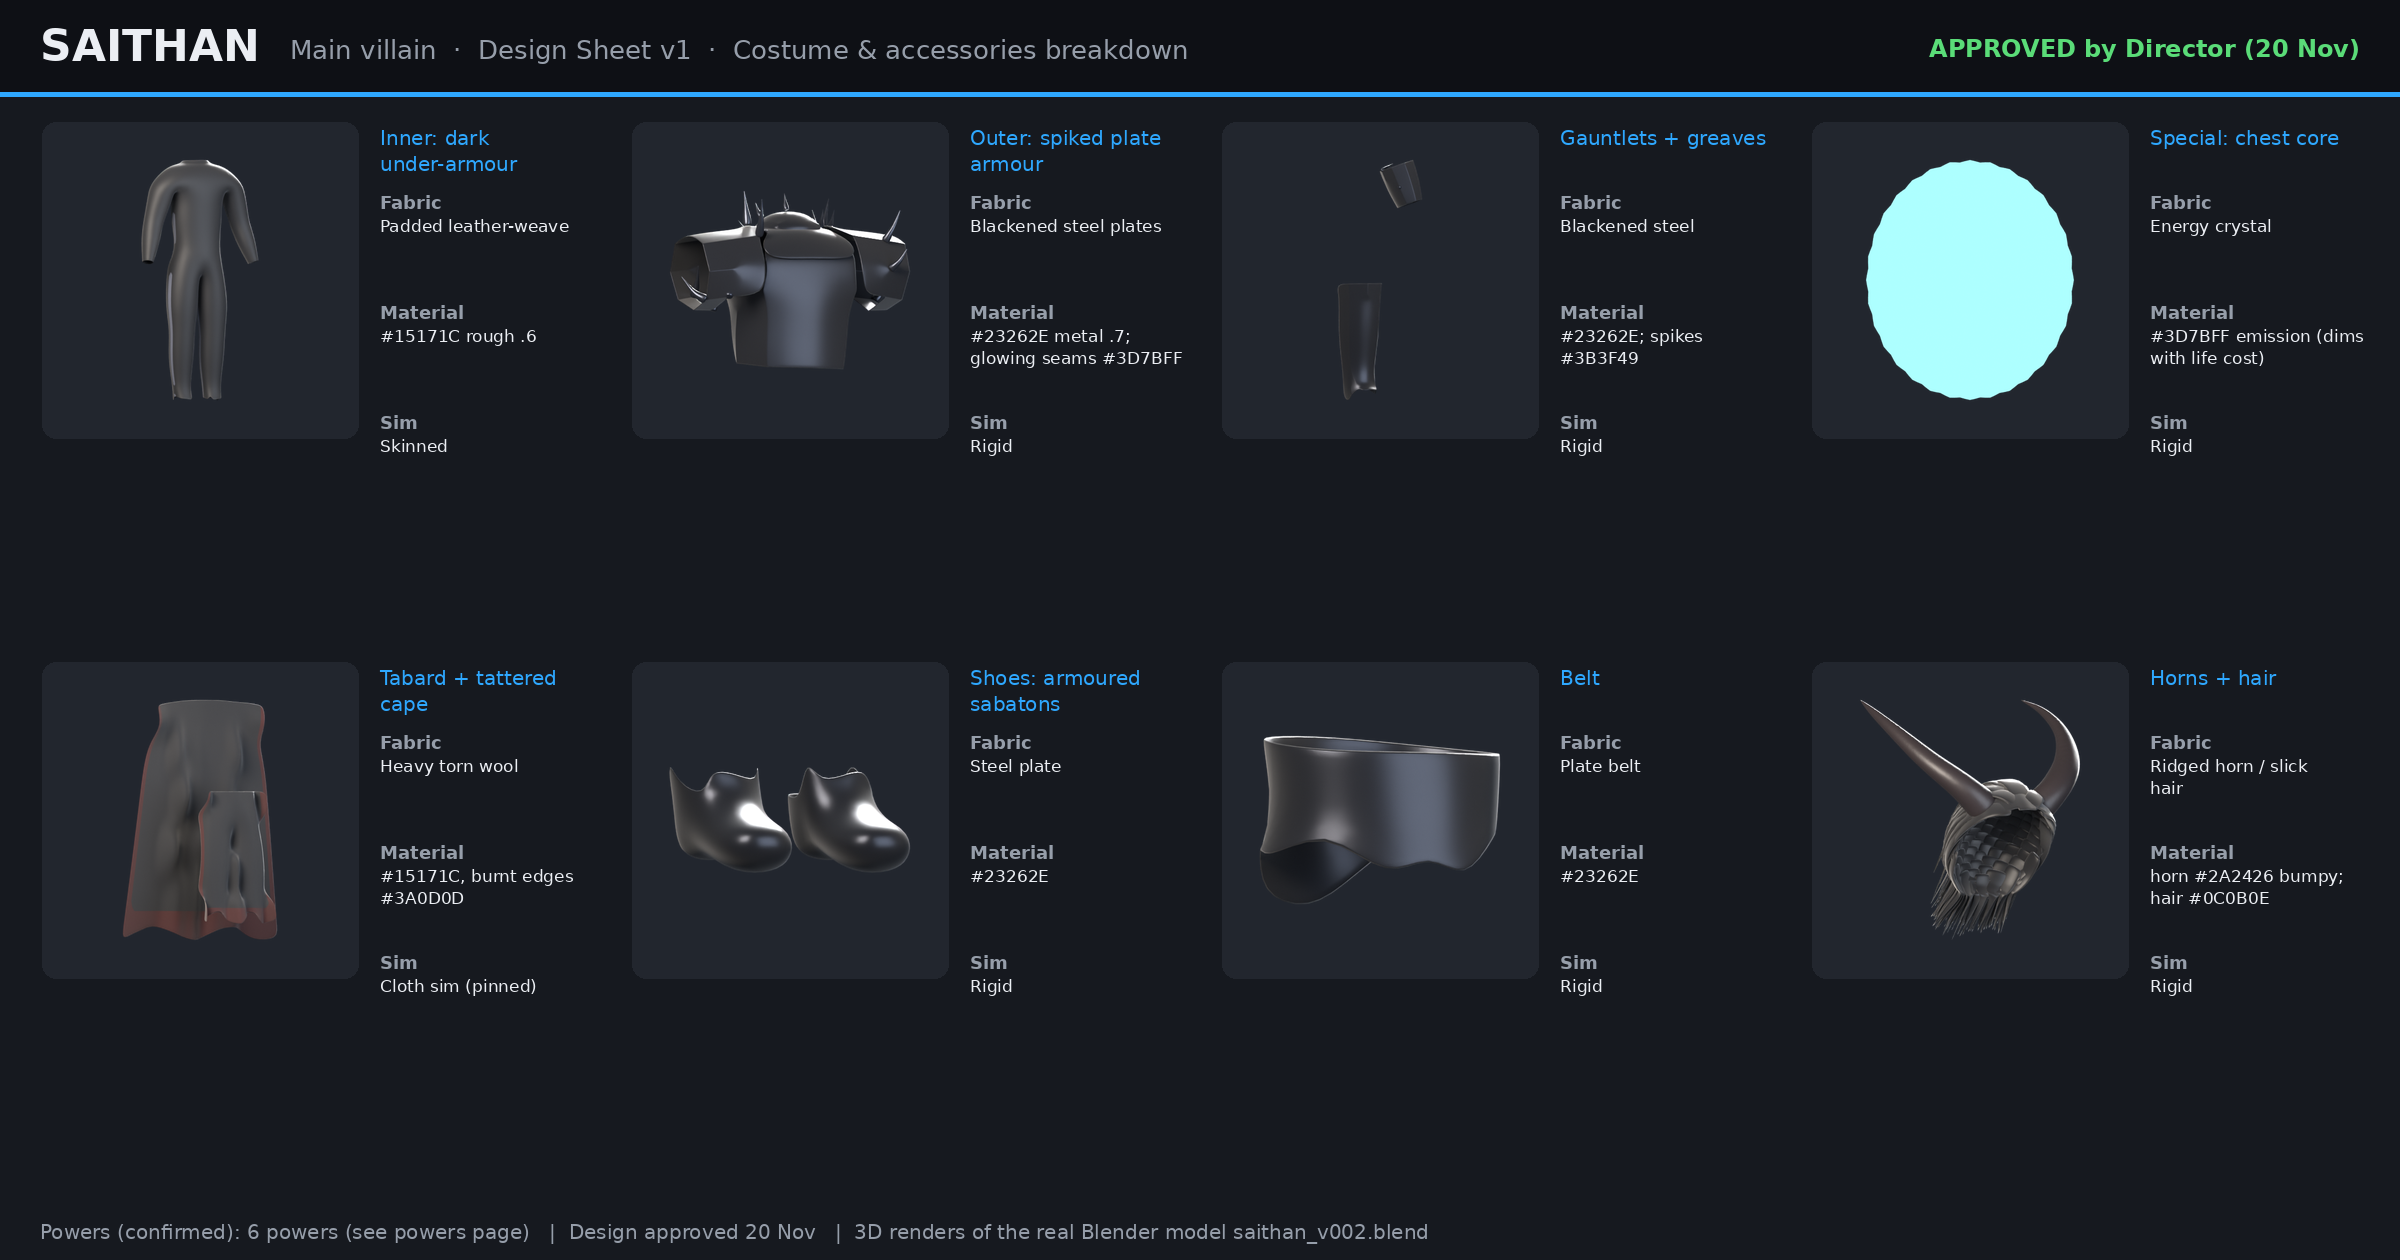 SAITHAN Main villain · Design Sheet v1 · Costume & accessories breakdown APPROVED by Director (20 Nov)
Inner: dark
under-armour
Fabric
Padded leather-weave
Material
#15171C rough .6
Sim
Skinned
Outer: spiked plate
armour
Fabric
Blackened steel plates
Material
#23262E metal .7;
glowing seams #3D7BFF
Sim
Rigid
Gauntlets + greaves
Fabric
Blackened steel
Material
#23262E; spikes
#3B3F49
Sim
Rigid
Special: chest core
Fabric
Energy crystal
Material
#3D7BFF emission (dims
with life cost)
Sim
Rigid
Tabard + tattered
cape
Fabric
Heavy torn wool
Material
#15171C, burnt edges
#3A0D0D
Sim
Cloth sim (pinned)
Shoes: armoured
sabatons
Fabric
Steel plate
Material
#23262E
Sim
Rigid
Belt
Fabric
Plate belt
Material
#23262E
Sim
Rigid
Horns + hair
Fabric
Ridged horn / slick
hair
Material
horn #2A2426 bumpy;
hair #0C0B0E
Sim
Rigid
Powers (confirmed): 6 powers (see powers page) | Design approved 20 Nov | 3D renders of the real Blender model saithan_v002.blend